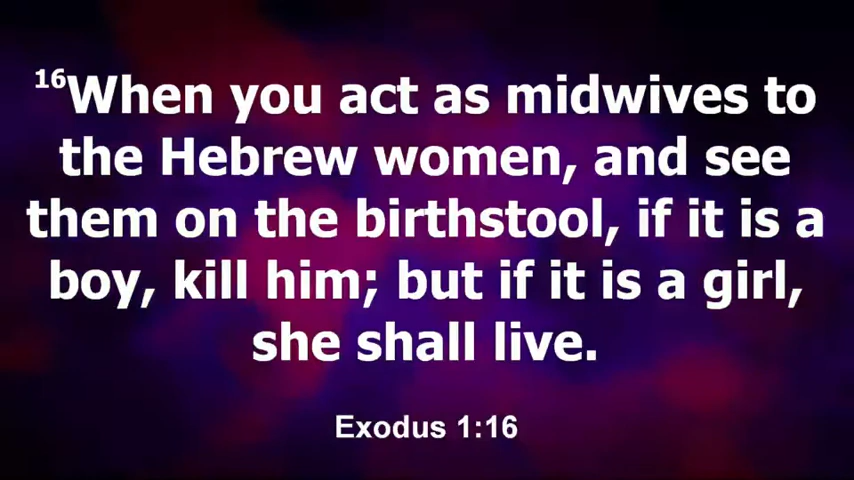 16When you act as midwives to
the Hebrew women, and see
them on the birthstool, if it is a
boy, kill him; but if it is a girl,
she shall live.
Exodus 1:16